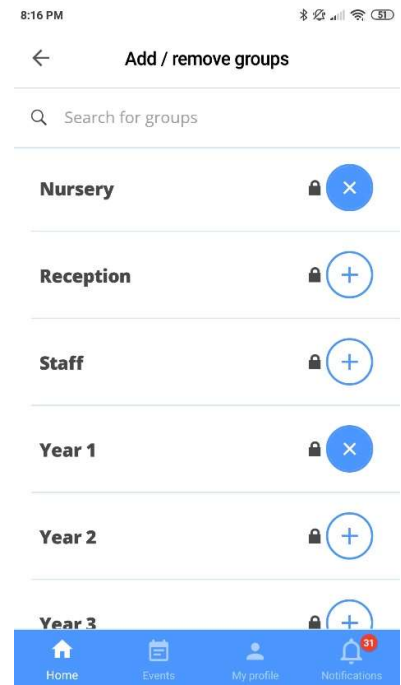 8:16 PM 51
Add / remove groups
Search for groups
Nursery
Reception
Staff
Year 1
Year 2
Year 3
31
Home Events My profile Notifications